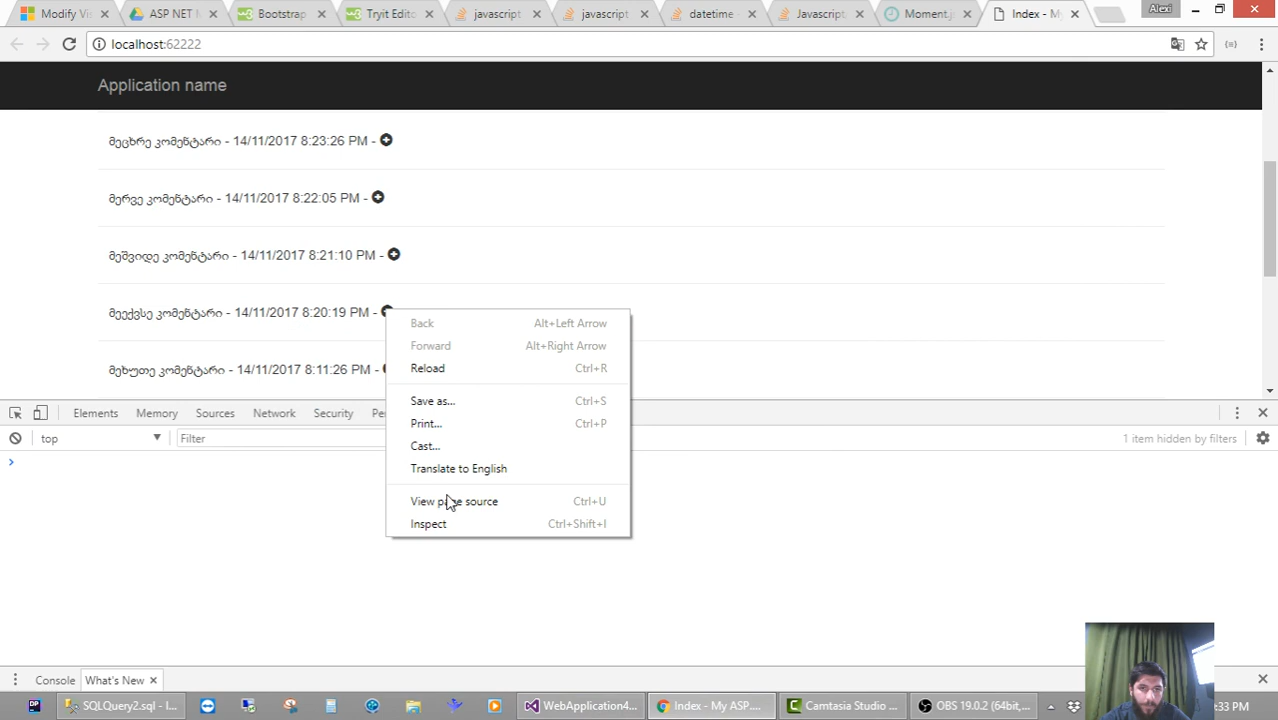 Modify Vi
ASP NET I
Bootstrap
Tryit Edito
javascript
javascript
datetime
Javascript
Moment.j
Index - My
Alexi
localhost:62222
Application name
მეცხრე კომენტარი - 14/11/2017 8:23:26 PM -
მერვე კომენტარი - 14/11/2017 8:22:05 PM -
მეშვიდე კომენტარი - 14/11/2017 8:21:10 PM -
მეექვსე კომენტარი - 14/11/2017 8:20:19 PM -
მეხუთე კომენტარი - 14/11/2017 8:11:26 PM -
Back Alt+Left Arrow
Forward Alt+Right Arrow
Reload Ctrl+R
Save as... Ctrl+S
Print... Ctrl+P
Cast...
Translate to English
View page source Ctrl+U
Inspect Ctrl+Shift+I
Elements Memory Sources Network Security Pe
top Filter 1 item hidden by filters
Console What's New
SQLQuery2.sql - I...
WebApplication4...
Index - My ASP....
Camtasia Studio ...
OBS 19.0.2 (64bit,...
:33 PM